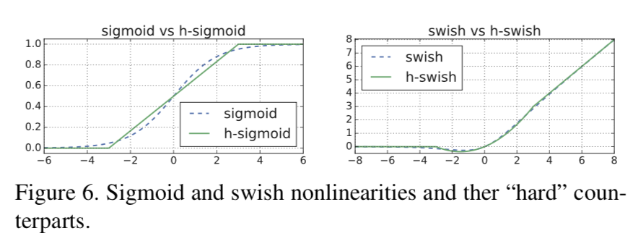 sigmoid vs h-sigmoid
1.0
0.8
0.6
0.4
0.2
0.0
sigmoid
h-sigmoid
−6 −4 −2 0 2 4 6
swish vs h-swish
8
7
6
5
4
3
2
1
0
swish
h-swish
−8 −6 −4 −2 0 2 4 6 8
Figure 6. Sigmoid and swish nonlinearities and ther “hard” coun-
terparts.